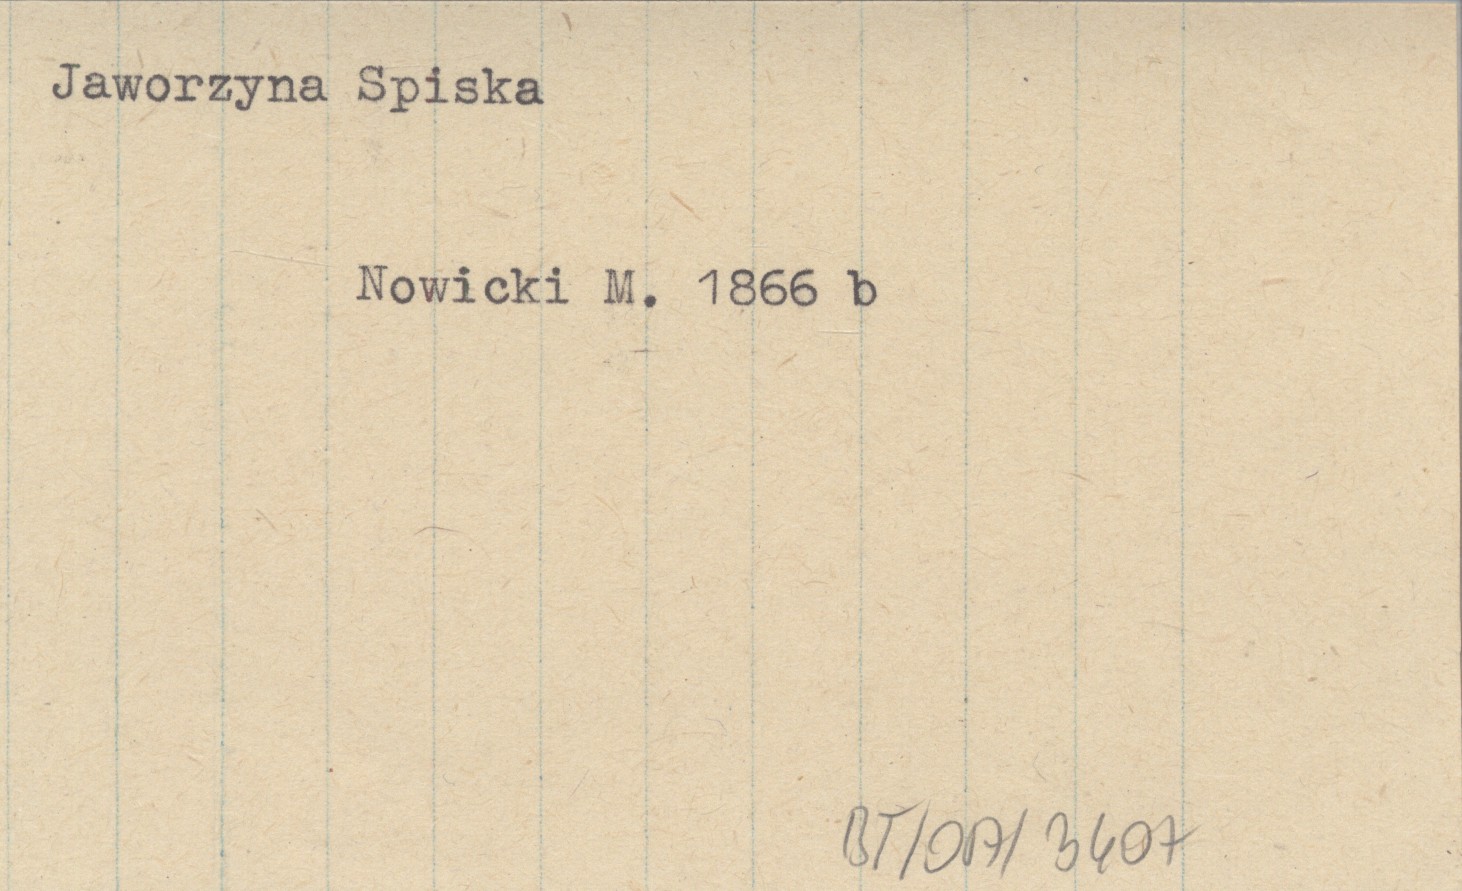 Jaworzyna Spiska
Nowicki M. 1866 b
BT/OA/ 3407